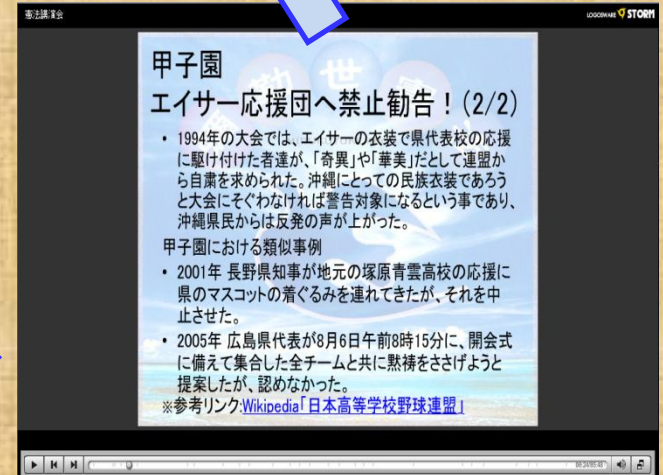 憲法講演会
LOGOSWARE STORM
甲子園
エイサー応援団へ禁止勧告！(2/2)
• 1994年の大会では、エイサーの衣装で県代表校の応援
に駆け付けた者達が、「奇異」や「華美」だとして連盟か
ら自粛を求められた。沖縄にとっての民族衣装であろう
と大会にそぐわなければ警告対象になるという事であり、
沖縄県民からは反発の声が上がった。
甲子園における類似事例
• 2001年 長野県知事が地元の塚原青雲高校の応援に
県のマスコットの着ぐるみを連れてきたが、それを中
止させた。
• 2005年 広島県代表が8月6日午前8時15分に、開会式
に備えて集合した全チームと共に黙祷をささげようと
提案したが、認めなかった。
※参考リンク:Wikipedia「日本高等学校野球連盟」